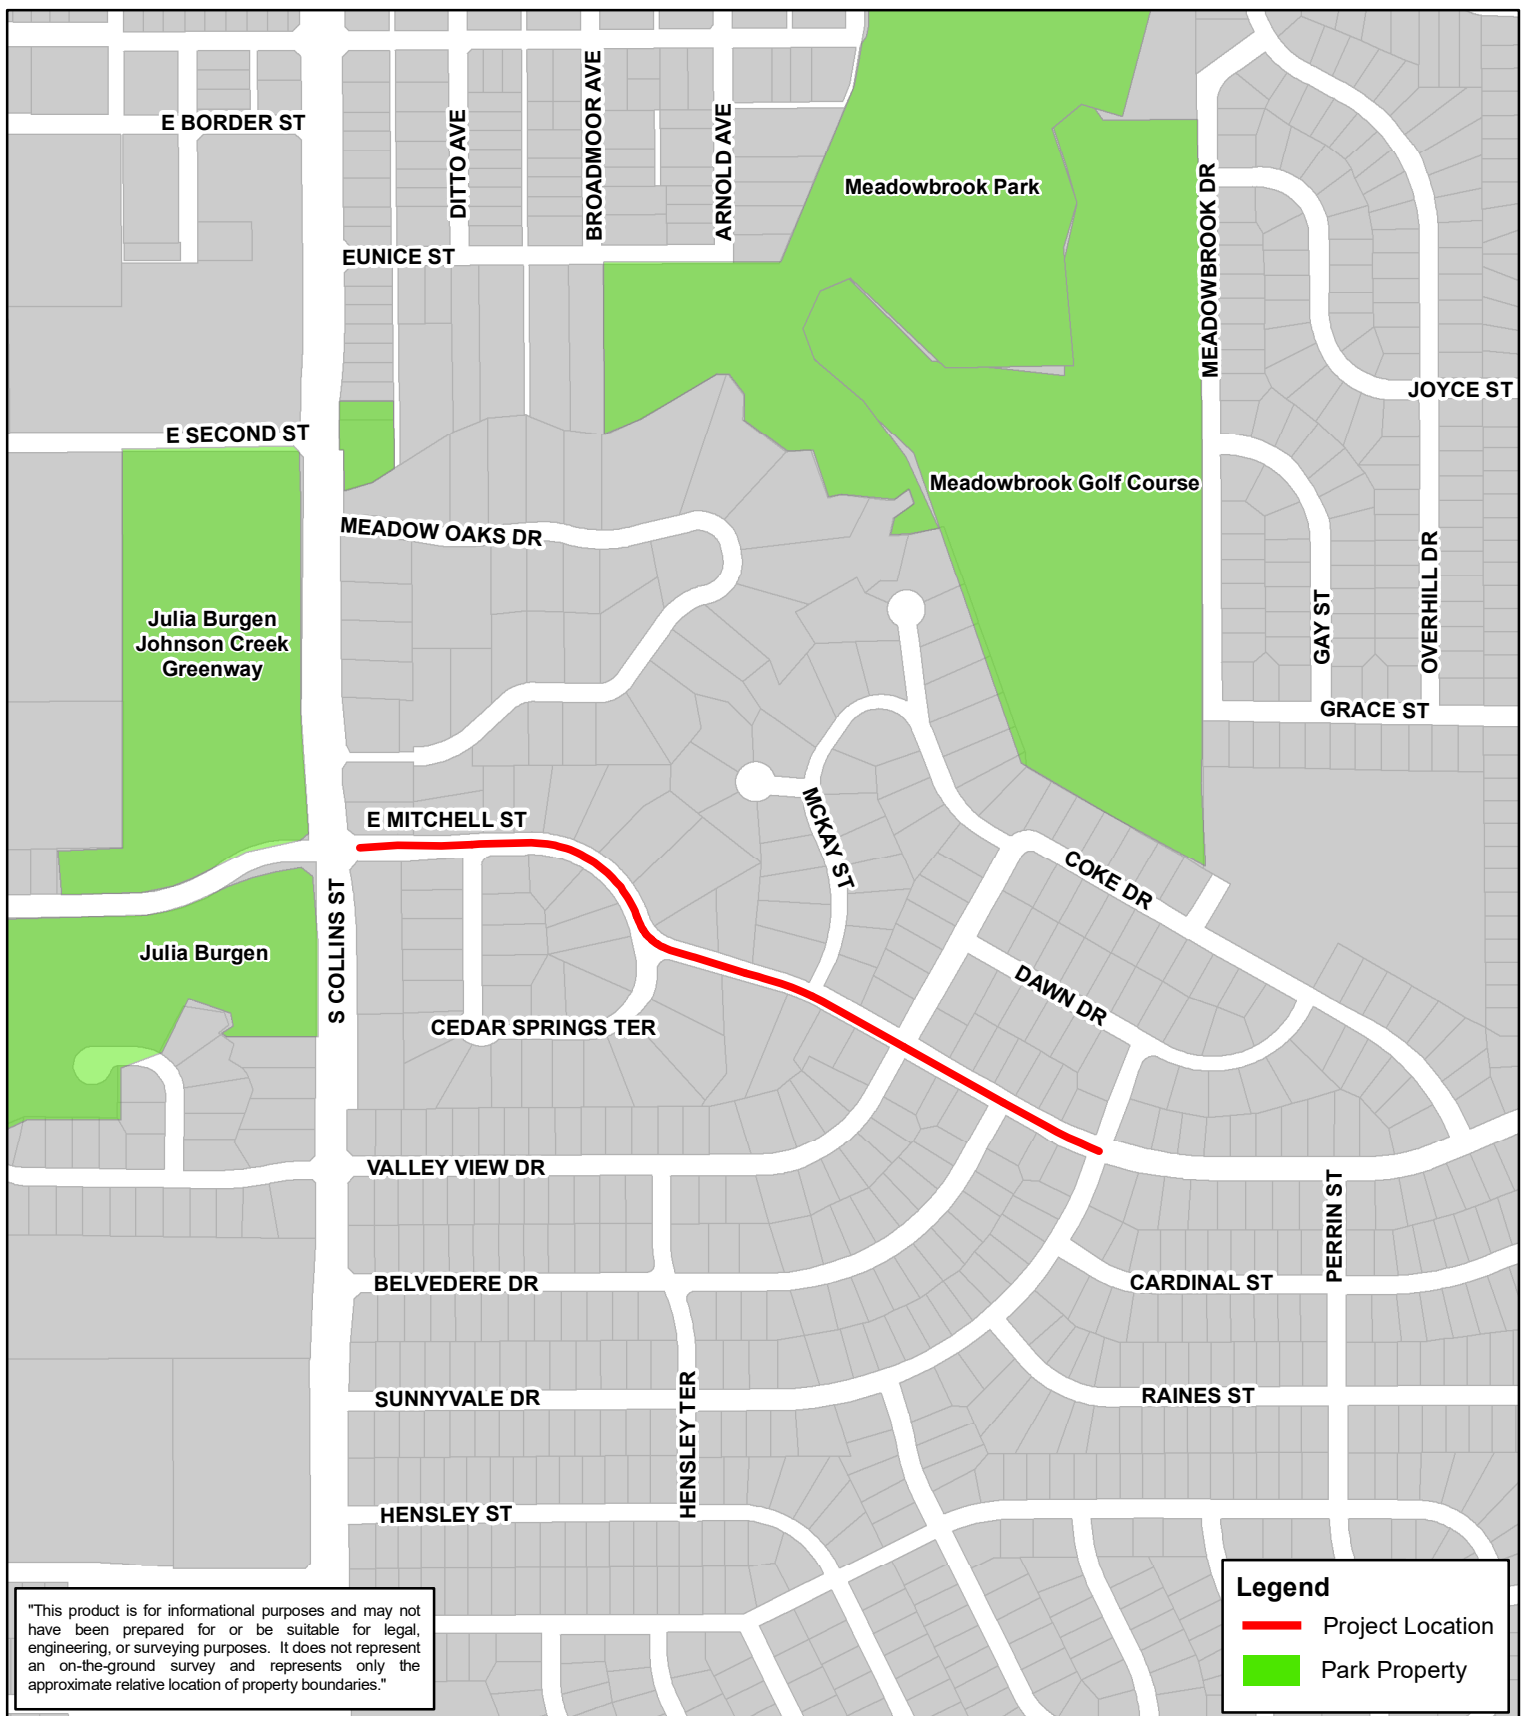 E BORDER ST
DITTO AVE
BROADMOOR AVE
ARNOLD AVE
Meadowbrook Park
MEADOWBROOK DR
EUNICE ST
JOYCE ST
E SECOND ST
Meadowbrook Golf Course
MEADOW OAKS DR
Julia Burgen
Johnson Creek
Greenway
GAY ST
OVERHILL DR
GRACE ST
E MITCHELL ST
MCKAY ST
COKE DR
S COLLINS ST
Julia Burgen
DAWN DR
CEDAR SPRINGS TER
VALLEY VIEW DR
PERRIN ST
BELVEDERE DR
CARDINAL ST
SUNNYVALE DR
HENSLEY TER
RAINES ST
HENSLEY ST
"This product is for informational purposes and may not
have been prepared for or be suitable for legal,
engineering, or surveying purposes. It does not represent
an on-the-ground survey and represents only the
approximate relative location of property boundaries."
Legend
Project Location
Park Property